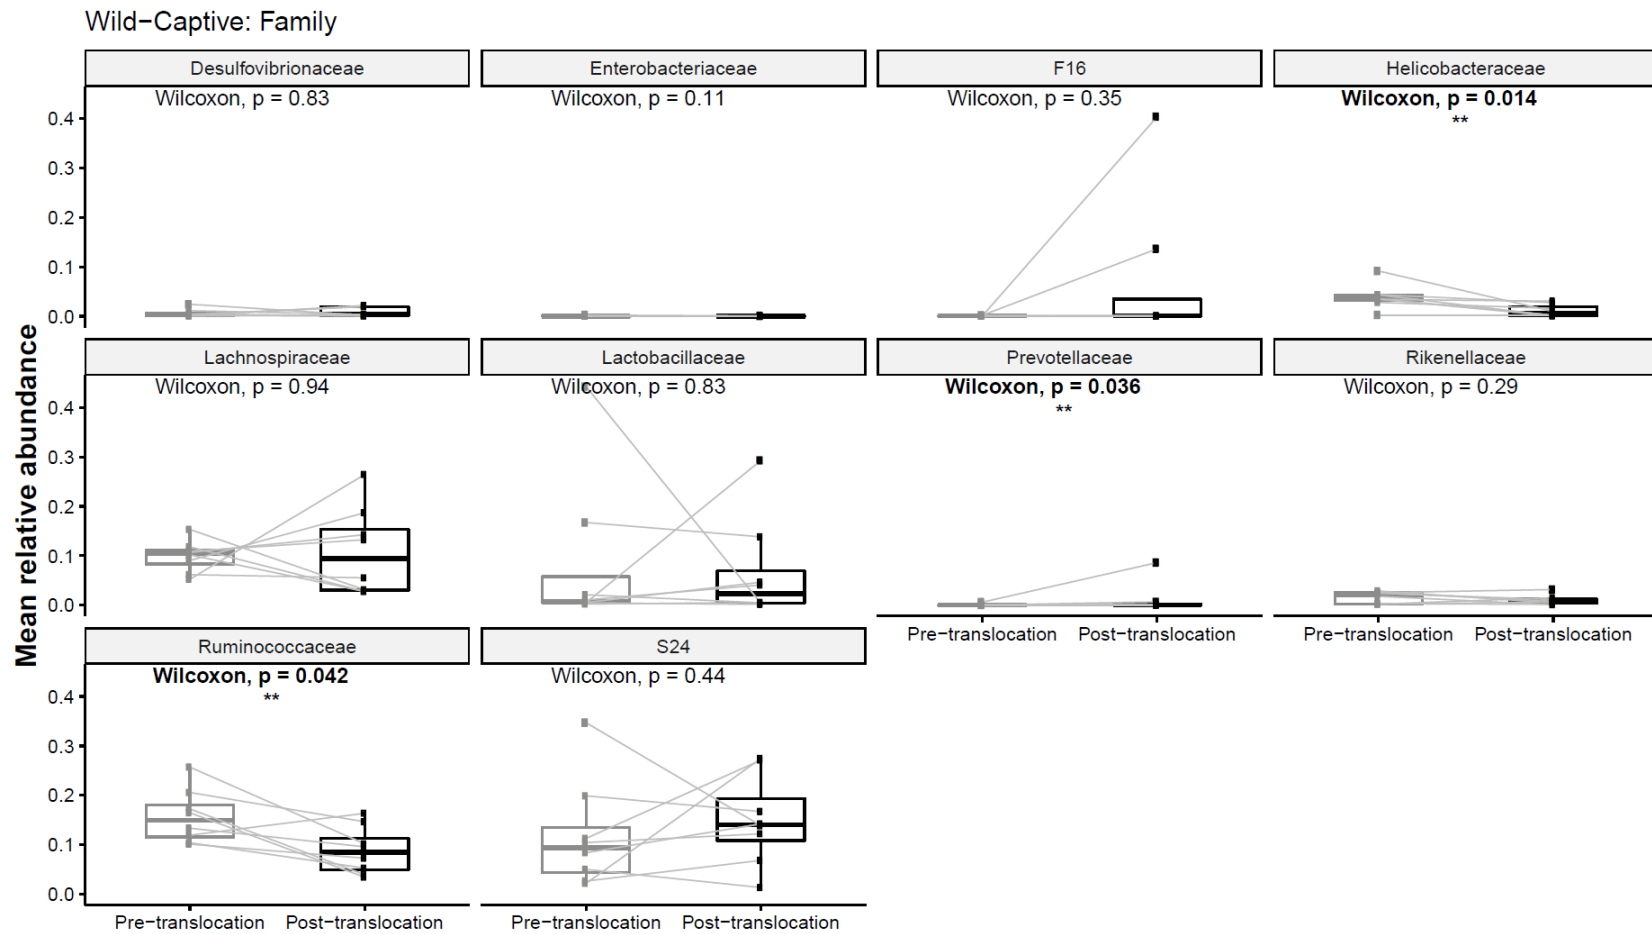 Wild−Captive: Family
Desulfovibrionaceae
Enterobacteriaceae
F16
Helicobacteraceae
Wilcoxon, p = 0.83
Wilcoxon, p = 0.11
Wilcoxon, p = 0.35
Wilcoxon, p = 0.014
**
0.4
0.3
0.2
0.1
0.0
Mean relative abundance
Lachnospiraceae
Lactobacillaceae
Prevotellaceae
Rikenellaceae
Wilcoxon, p = 0.94
Wilcoxon, p = 0.83
Wilcoxon, p = 0.036
**
Wilcoxon, p = 0.29
0.4
0.3
0.2
0.1
0.0
Pre−translocation
Post−translocation
Pre−translocation
Post−translocation
Ruminococcaceae
S24
Wilcoxon, p = 0.042
**
Wilcoxon, p = 0.44
0.4
0.3
0.2
0.1
0.0
Pre−translocation
Post−translocation
Pre−translocation
Post−translocation